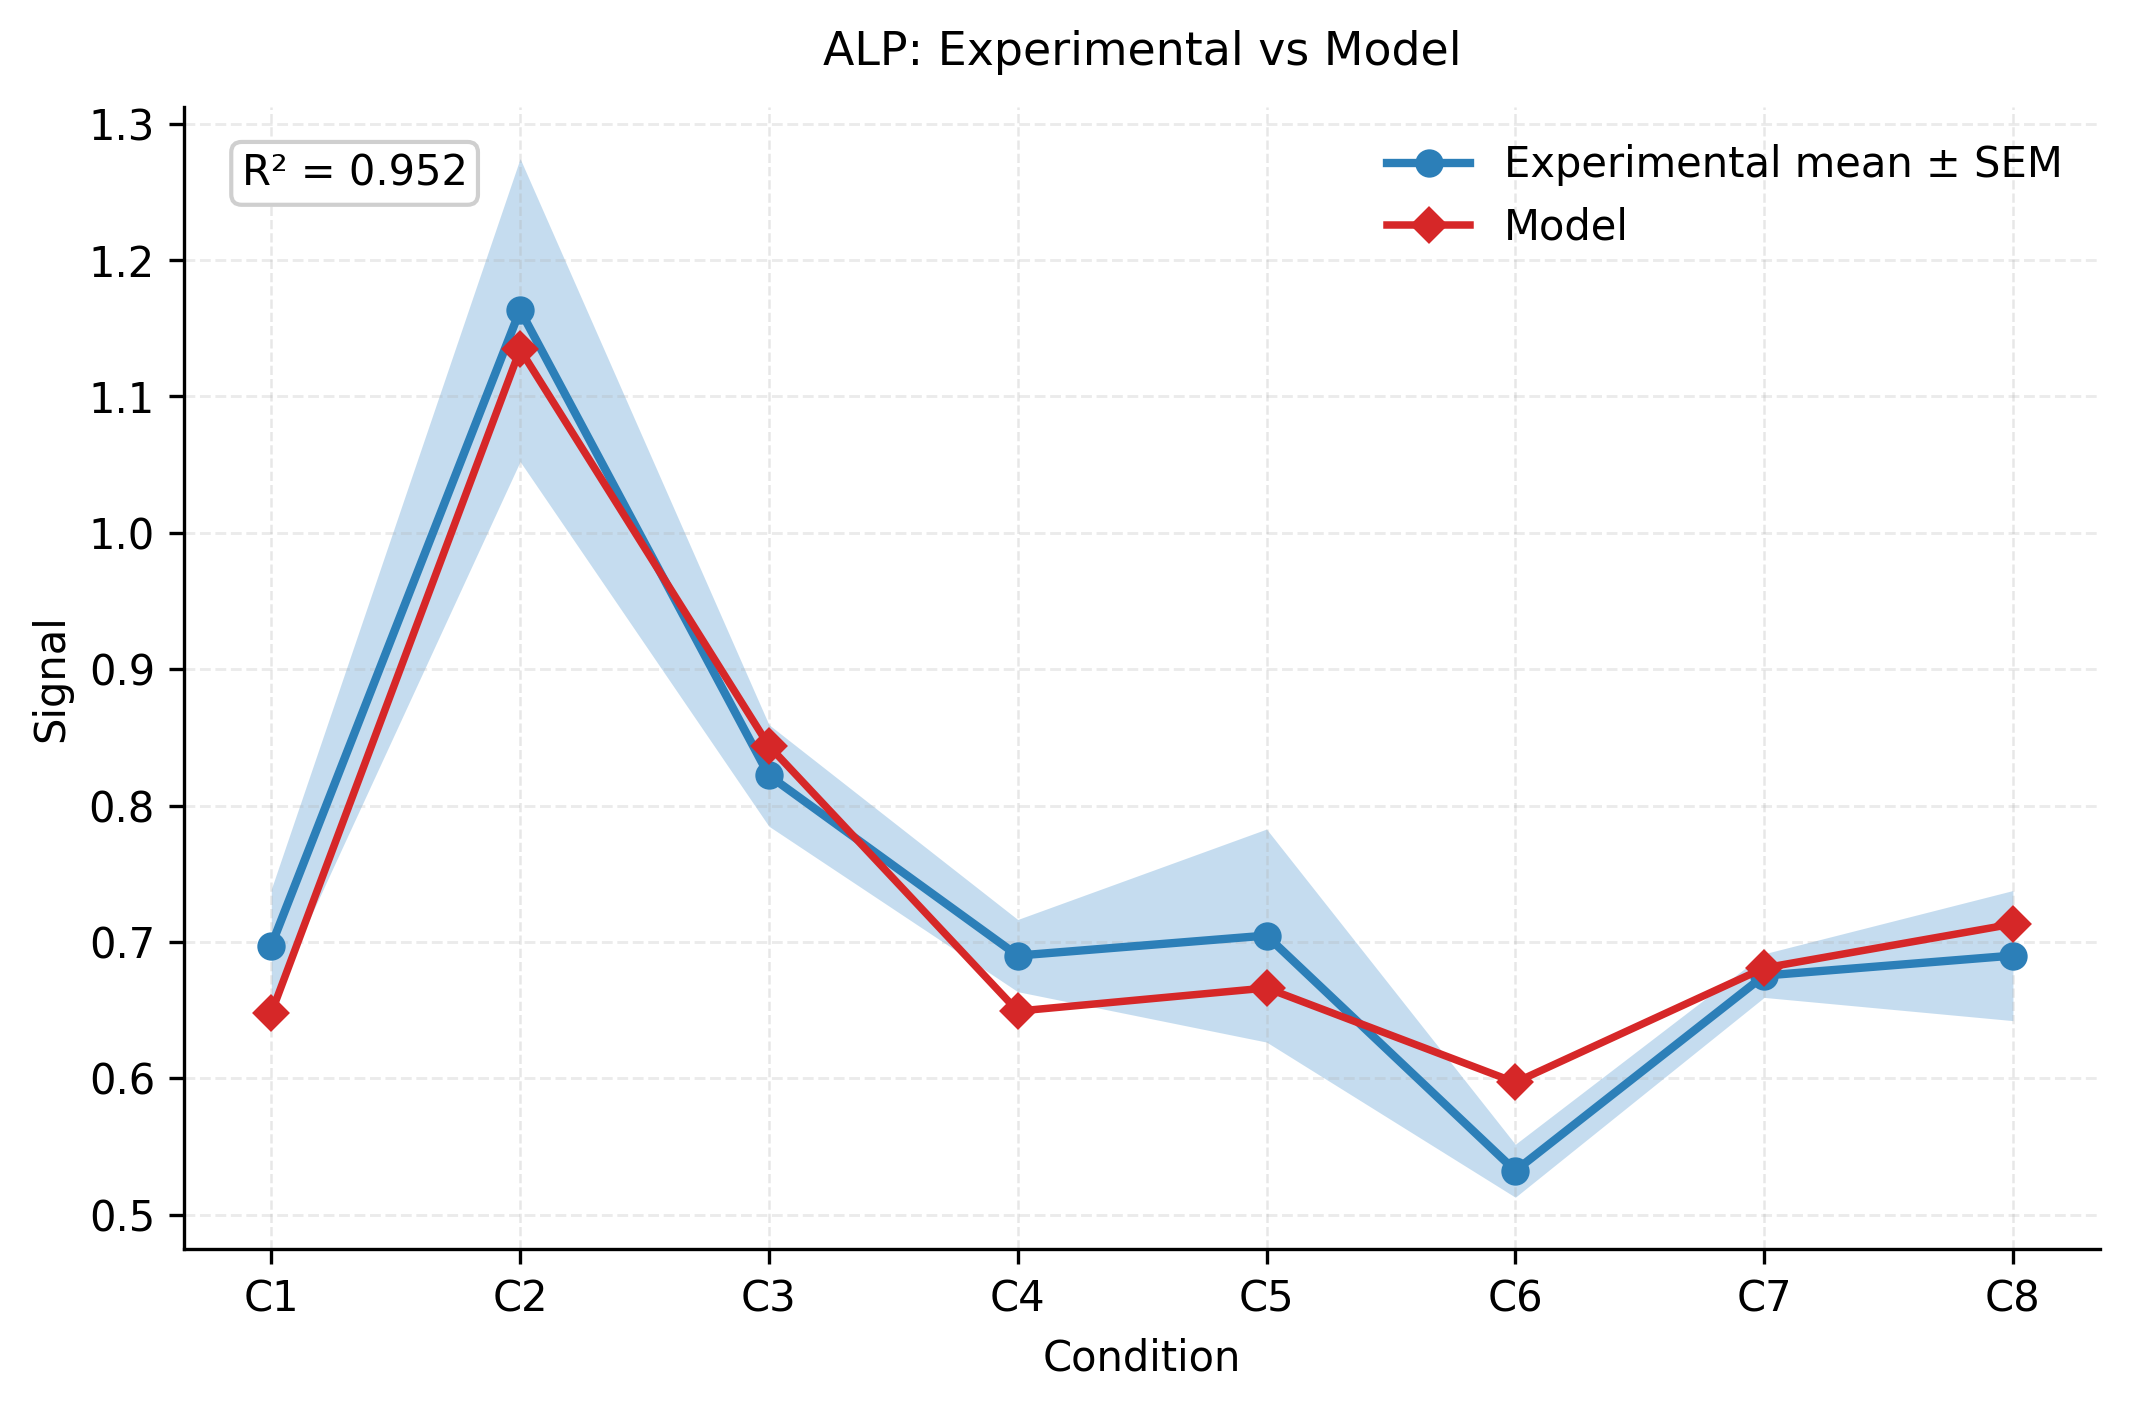 ALP: Experimental vs Model
R² = 0.952
Experimental mean ± SEM
Model
1.3
1.2
1.1
1.0
0.9
0.8
0.7
0.6
0.5
Signal
C1 C2 C3 C4 C5 C6 C7 C8
Condition